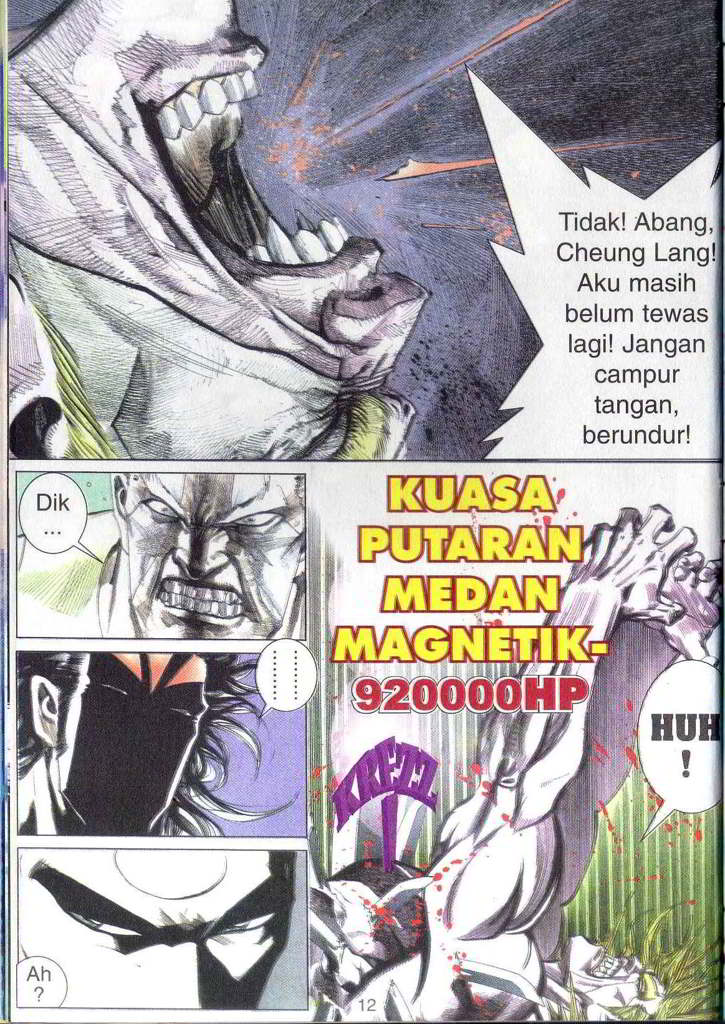 Tidak! Abang,
Cheung Lang!
Aku masih
belum tewas
lagi! Jangan
campur
tangan,
berundur!
Dik
...
KUASA
PUTARAN
MEDAN
MAGNETIK-
920000HP
HUH
!
Ah
?
12